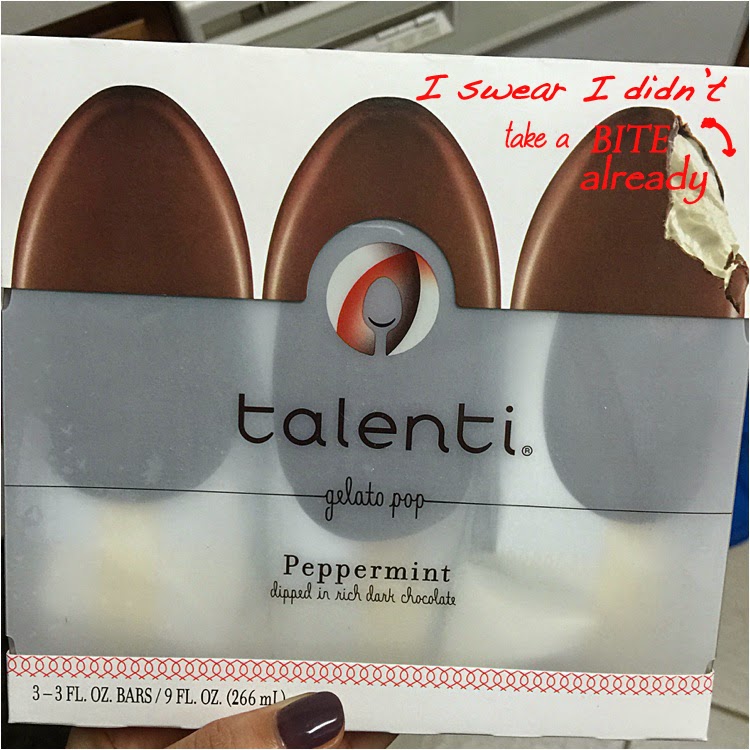 I swear I didn't
take a BITE
already
talenti®
gelato pop
Peppermint
dipped in rich dark chocolate
3–3 FL. OZ. BARS / 9 FL. OZ. (266 mL)